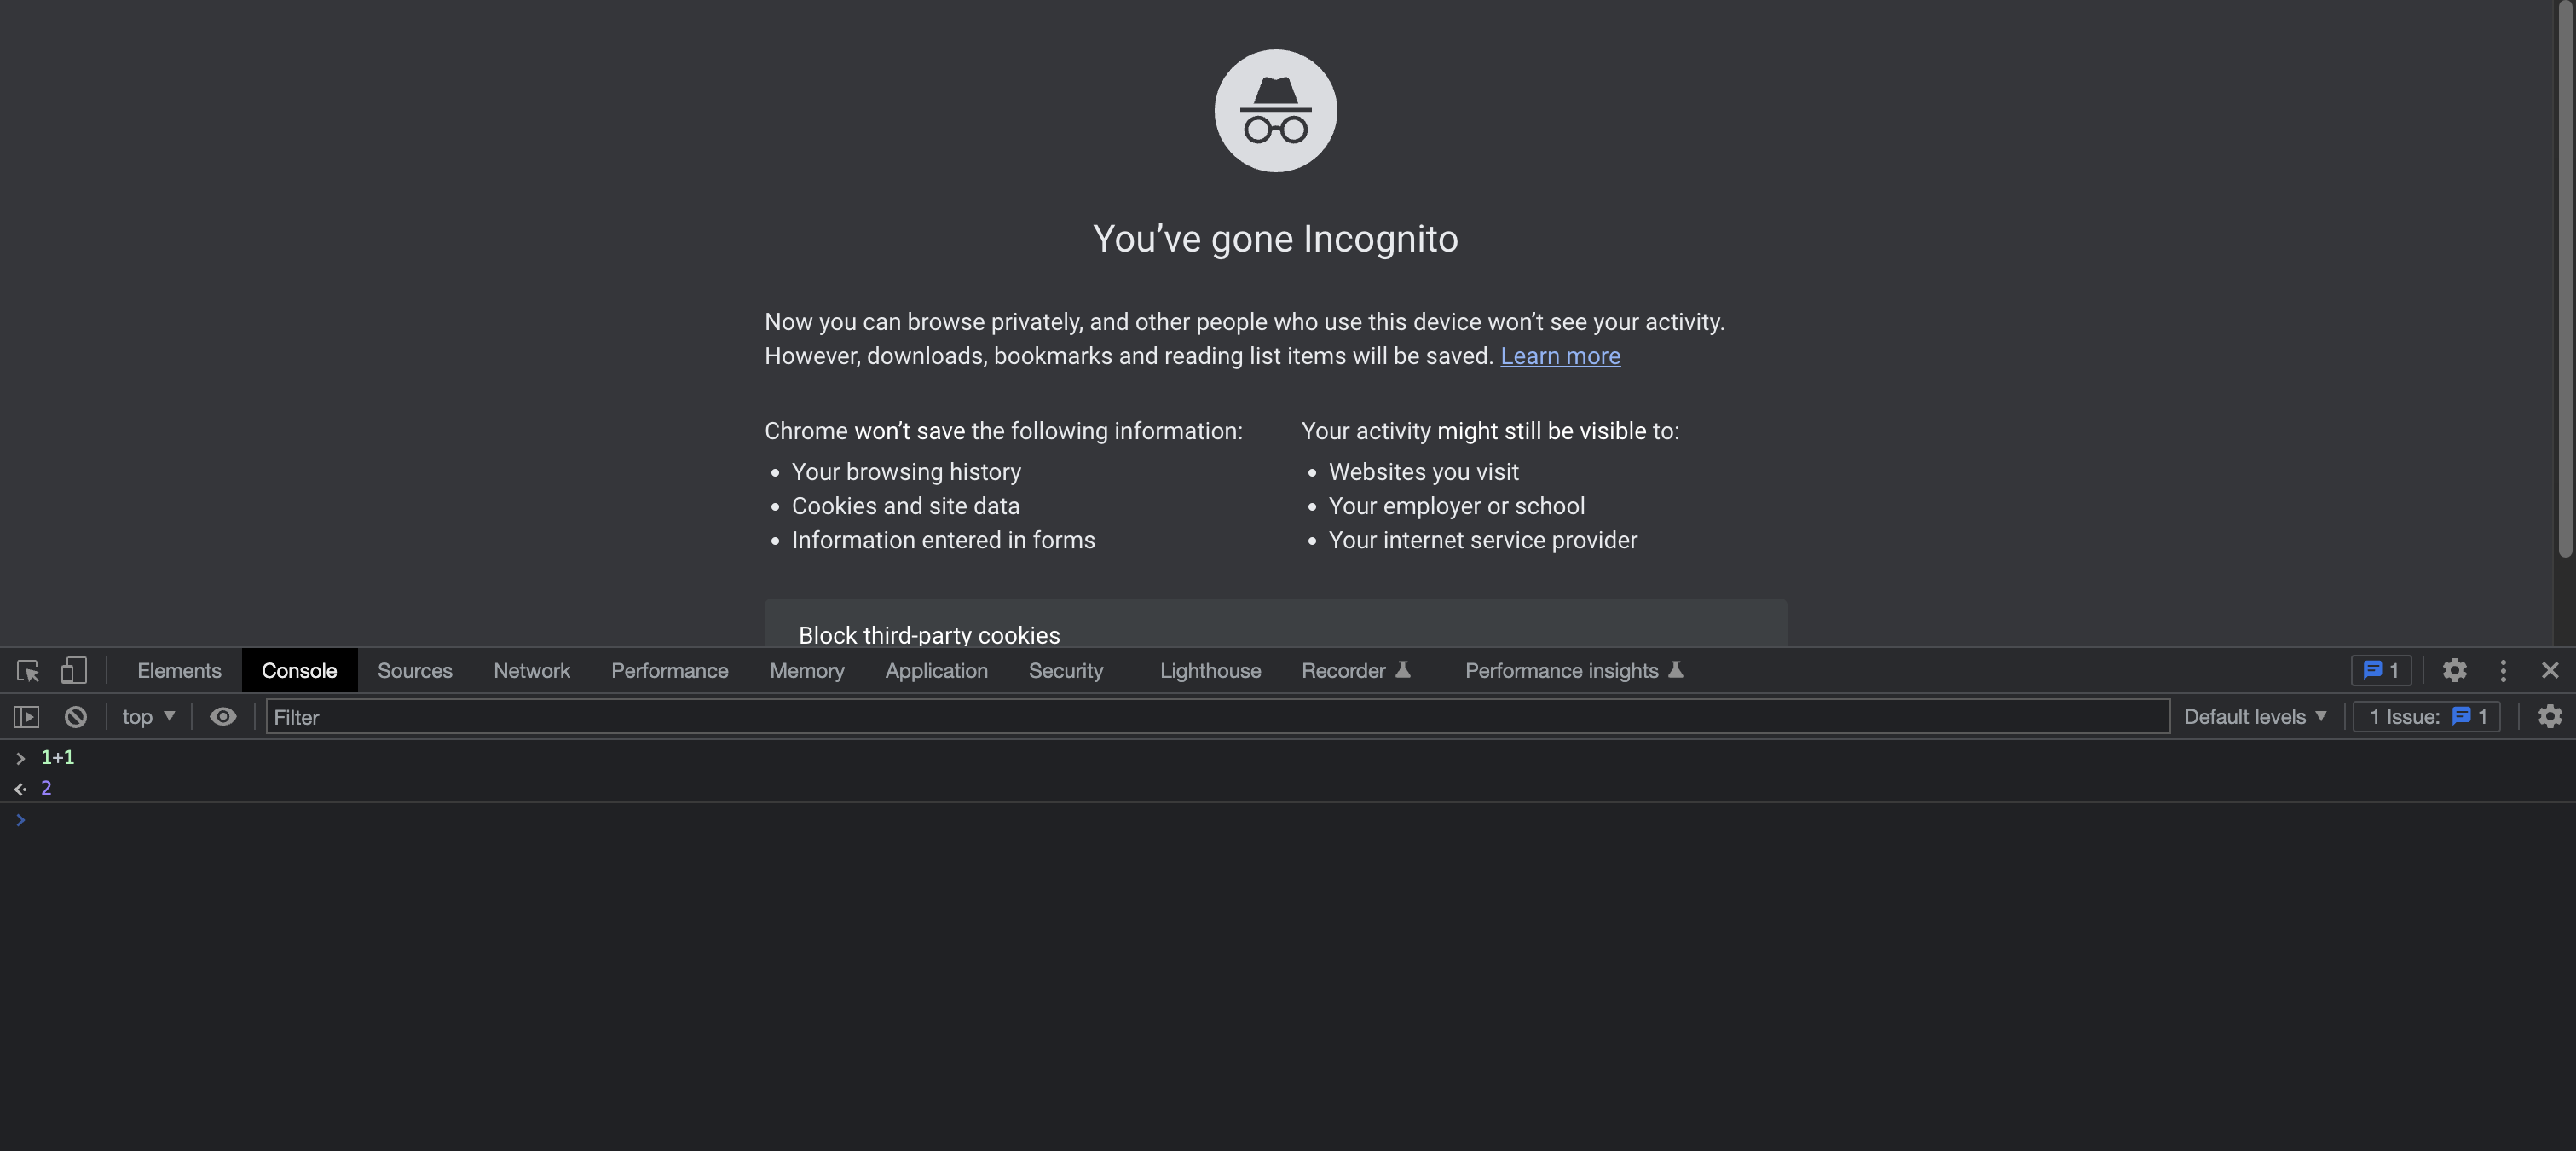 You’ve gone Incognito
Now you can browse privately, and other people who use this device won’t see your activity.
However, downloads, bookmarks and reading list items will be saved. Learn more
Chrome won’t save the following information:
Your browsing history
Cookies and site data
Information entered in forms
Your activity might still be visible to:
Websites you visit
Your employer or school
Your internet service provider
Block third-party cookies
Elements Console Sources Network Performance Memory Application Security Lighthouse Recorder Performance insights 1
top Filter Default levels 1 Issue: 1
1+1
2